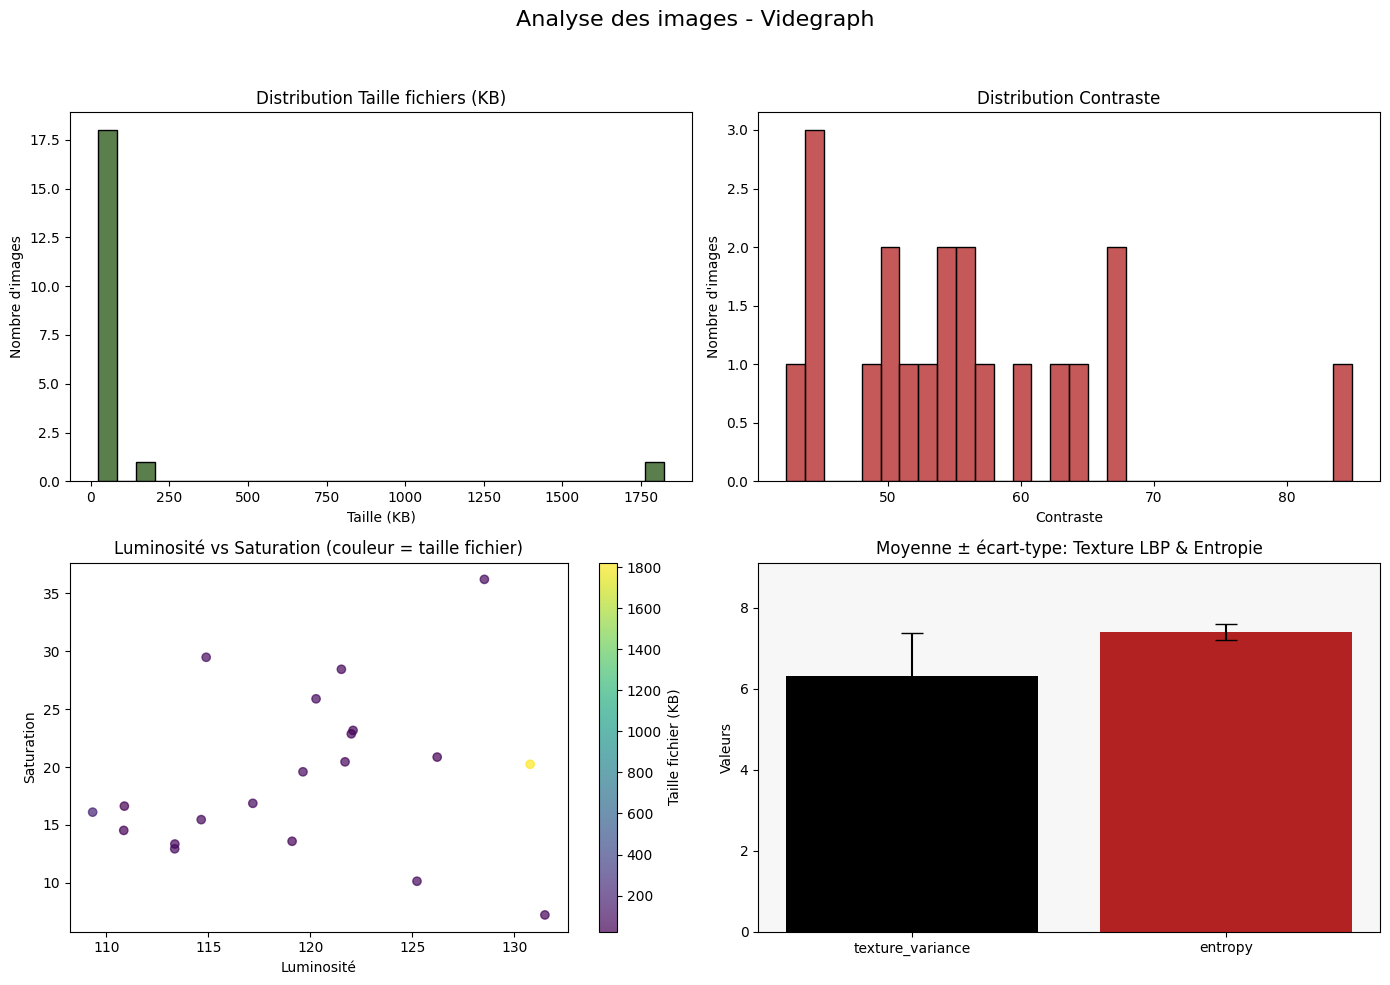 Analyse des images - Videgraph
Distribution Taille fichiers (KB)
Nombre d'images
17.5
15.0
12.5
10.0
7.5
5.0
2.5
0.0
0 250 500 750 1000 1250 1500 1750
Taille (KB)
Distribution Contraste
Nombre d'images
3.0
2.5
2.0
1.5
1.0
0.5
0.0
50 60 70 80
Contraste
Luminosité vs Saturation (couleur = taille fichier)
Saturation
35
30
25
20
15
10
110 115 120 125 130
Luminosité
1800
1600
1400
1200
1000
800
600
400
200
Taille fichier (KB)
Moyenne ± écart-type: Texture LBP & Entropie
Valeurs
8
6
4
2
0
texture_variance entropy